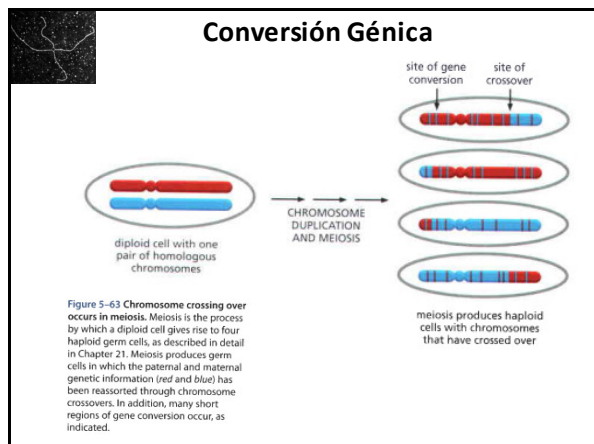 Conversión Génica
site of gene
conversion
site of
crossover
diploid cell with one
pair of homologous
chromosomes
CHROMOSOME
DUPLICATION
AND MEIOSIS
Figure 5–63 Chromosome crossing over
occurs in meiosis. Meiosis is the process
by which a diploid cell gives rise to four
haploid germ cells, as described in detail
in Chapter 21. Meiosis produces germ
cells in which the paternal and maternal
genetic information (red and blue) has
been reassorted through chromosome
crossovers. In addition, many short
regions of gene conversion occur, as
indicated.
meiosis produces haploid
cells with chromosomes
that have crossed over